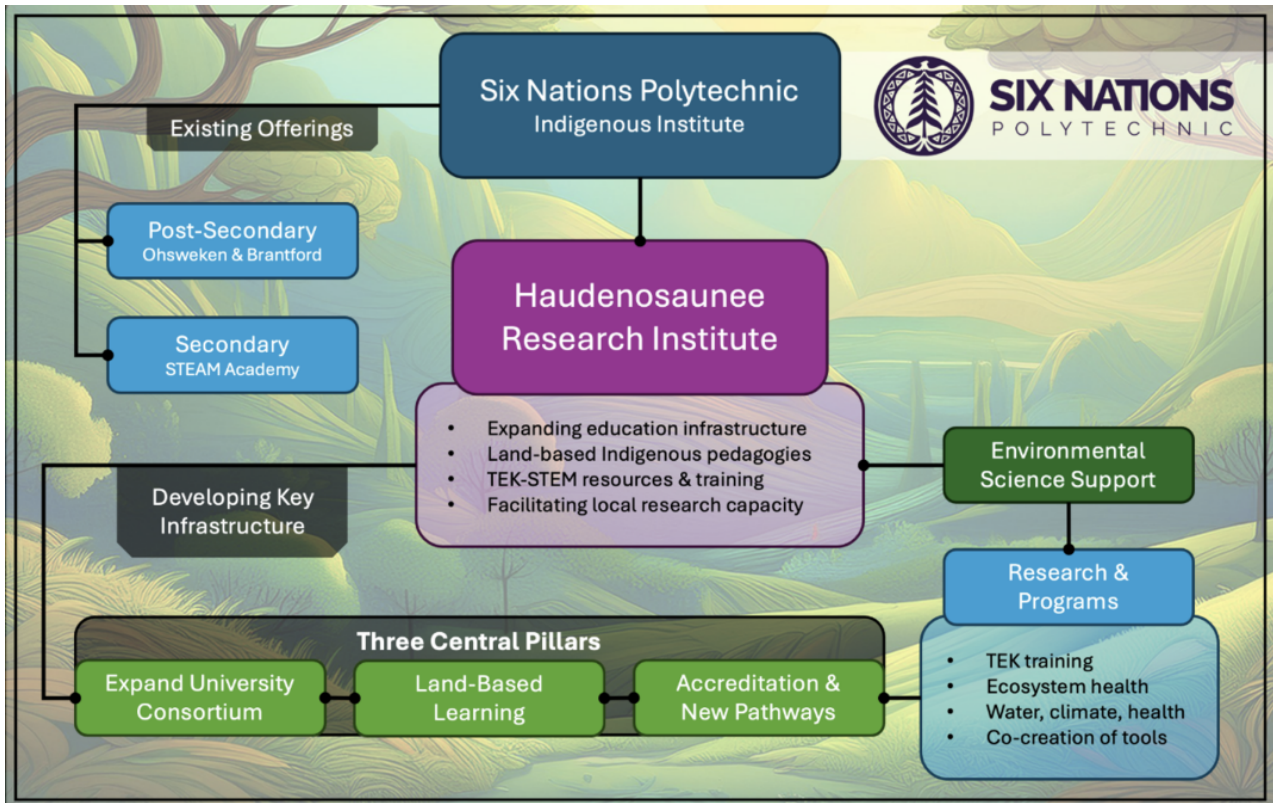 Six Nations Polytechnic
Indigenous Institute
SIX NATIONS
POLYTECHNIC
Existing Offerings
Post-Secondary
Ohsweken & Brantford
Secondary
STEAM Academy
Haudenosaunee
Research Institute
• Expanding education infrastructure
• Land-based Indigenous pedagogies
• TEK-STEM resources & training
• Facilitating local research capacity
Environmental
Science Support
Developing Key
Infrastructure
Research &
Programs
• TEK training
• Ecosystem health
• Water, climate, health
• Co-creation of tools
Three Central Pillars
Expand University
Consortium
Land-Based
Learning
Accreditation &
New Pathways